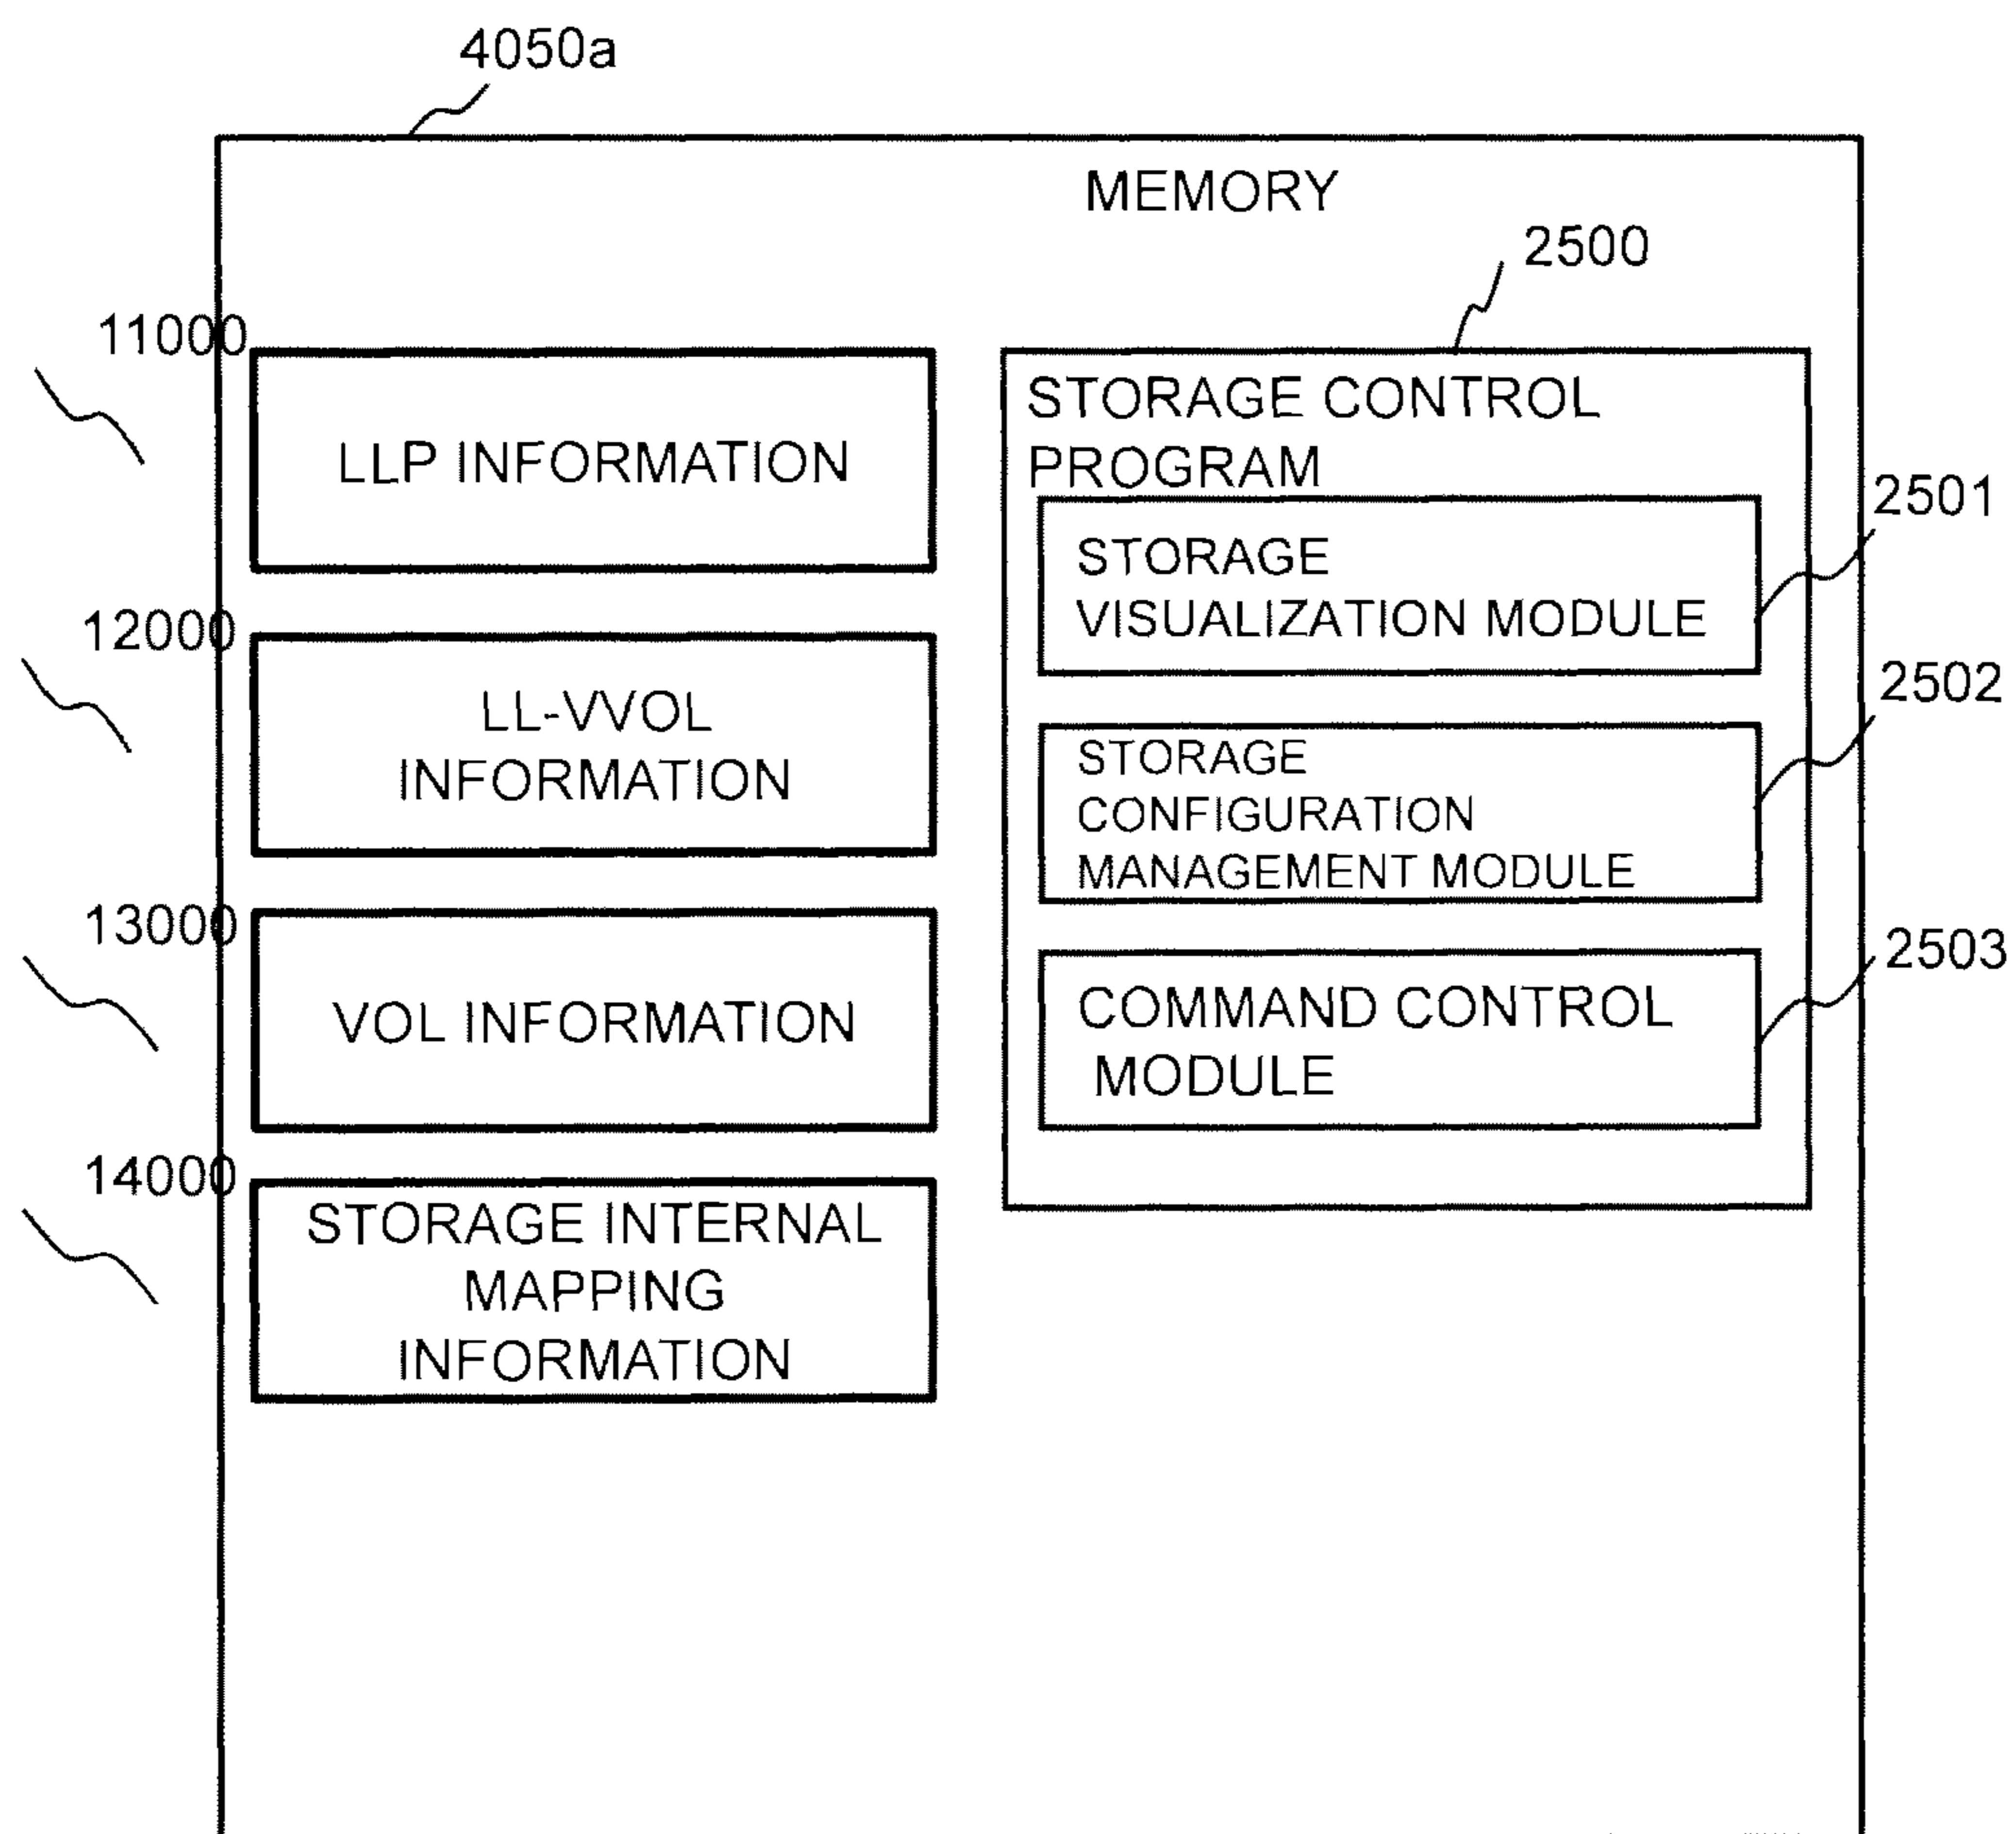 4050a
MEMORY
2500
11000
LLP INFORMATION
12000
LL-VVOL
INFORMATION
13000
VOL INFORMATION
14000
STORAGE INTERNAL
MAPPING
INFORMATION
STORAGE CONTROL
PROGRAM
2501
STORAGE
VISUALIZATION MODULE
2502
STORAGE
CONFIGURATION
MANAGEMENT MODULE
2503
COMMAND CONTROL
MODULE